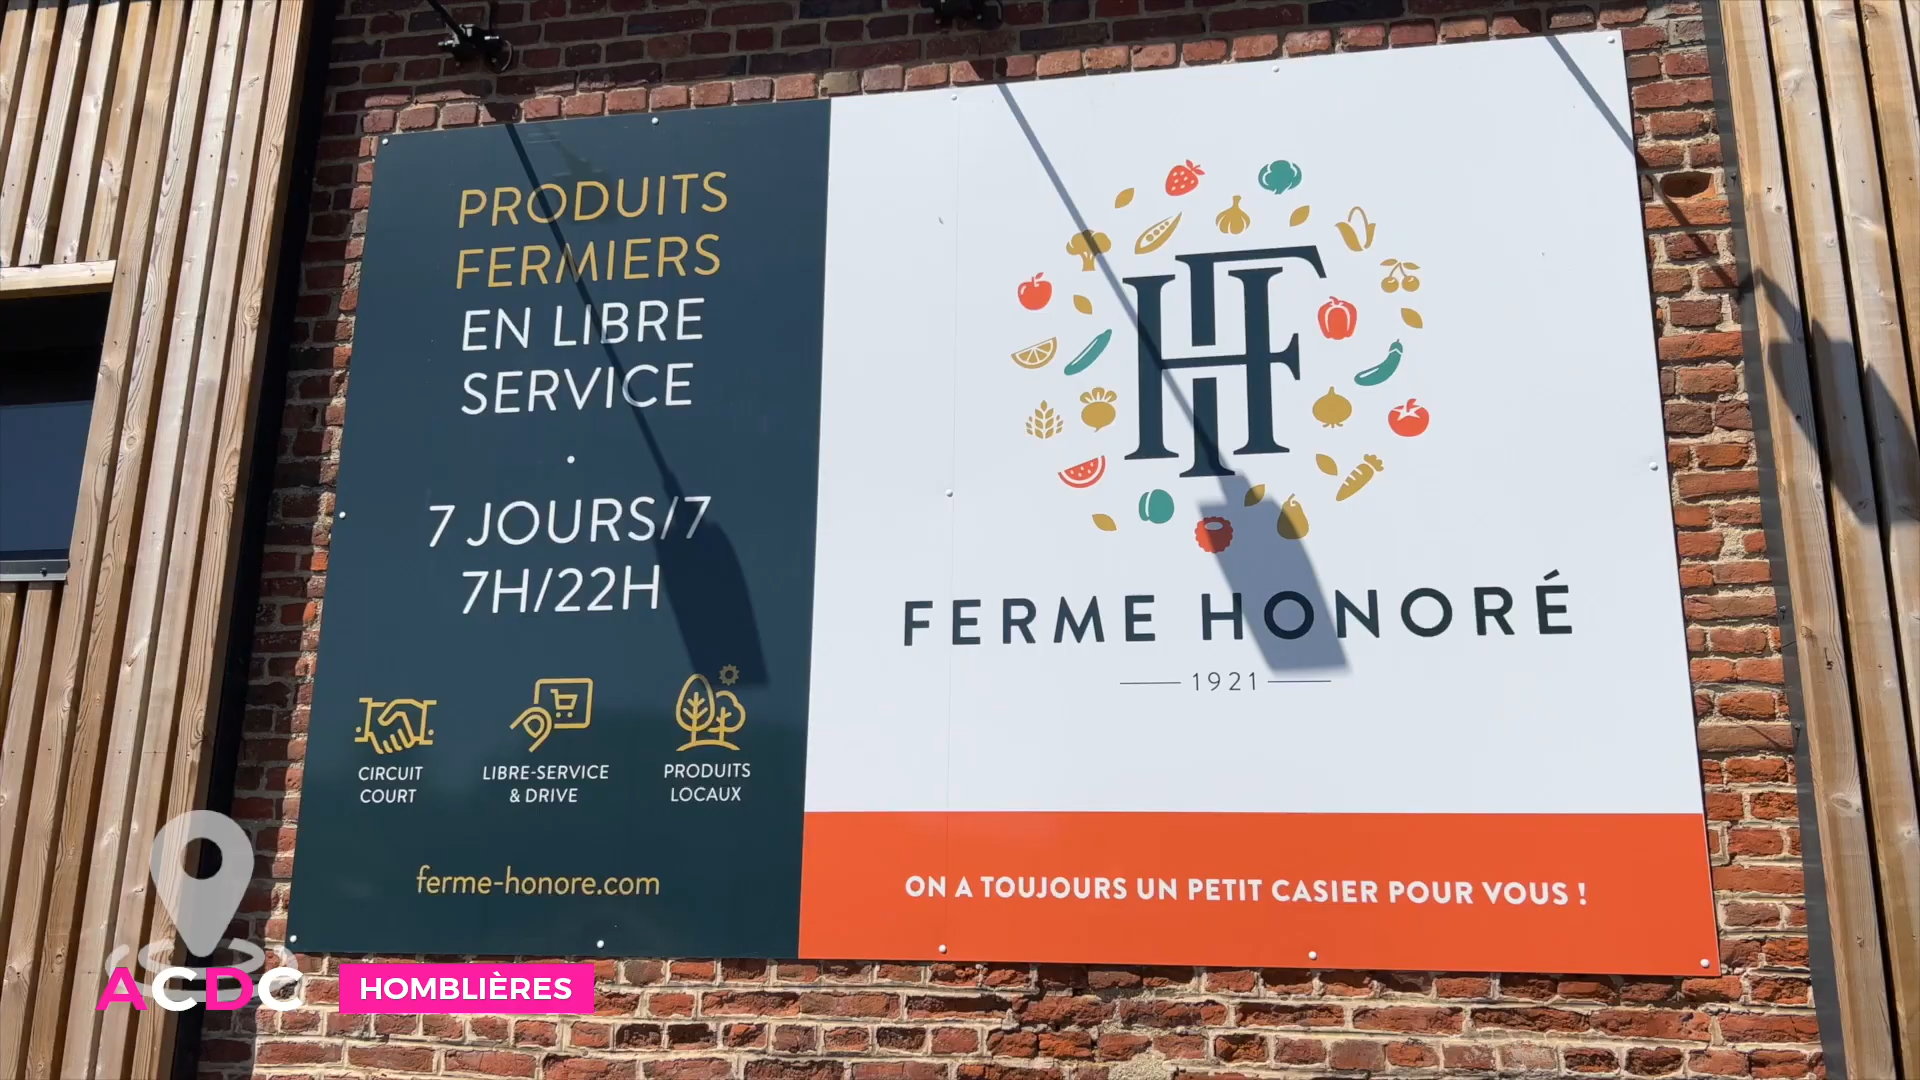 PRODUITS
FERMIERS
EN LIBRE
SERVICE
7 JOURS/7
7H/22H
CIRCUIT
COURT
LIBRE-SERVICE
& DRIVE
PRODUITS
LOCAUX
ferme-honore.com
HF
FERME HONORÉ
1921
ON A TOUJOURS UN PETIT CASIER POUR VOUS !
ACDC
HOMBLIÈRES